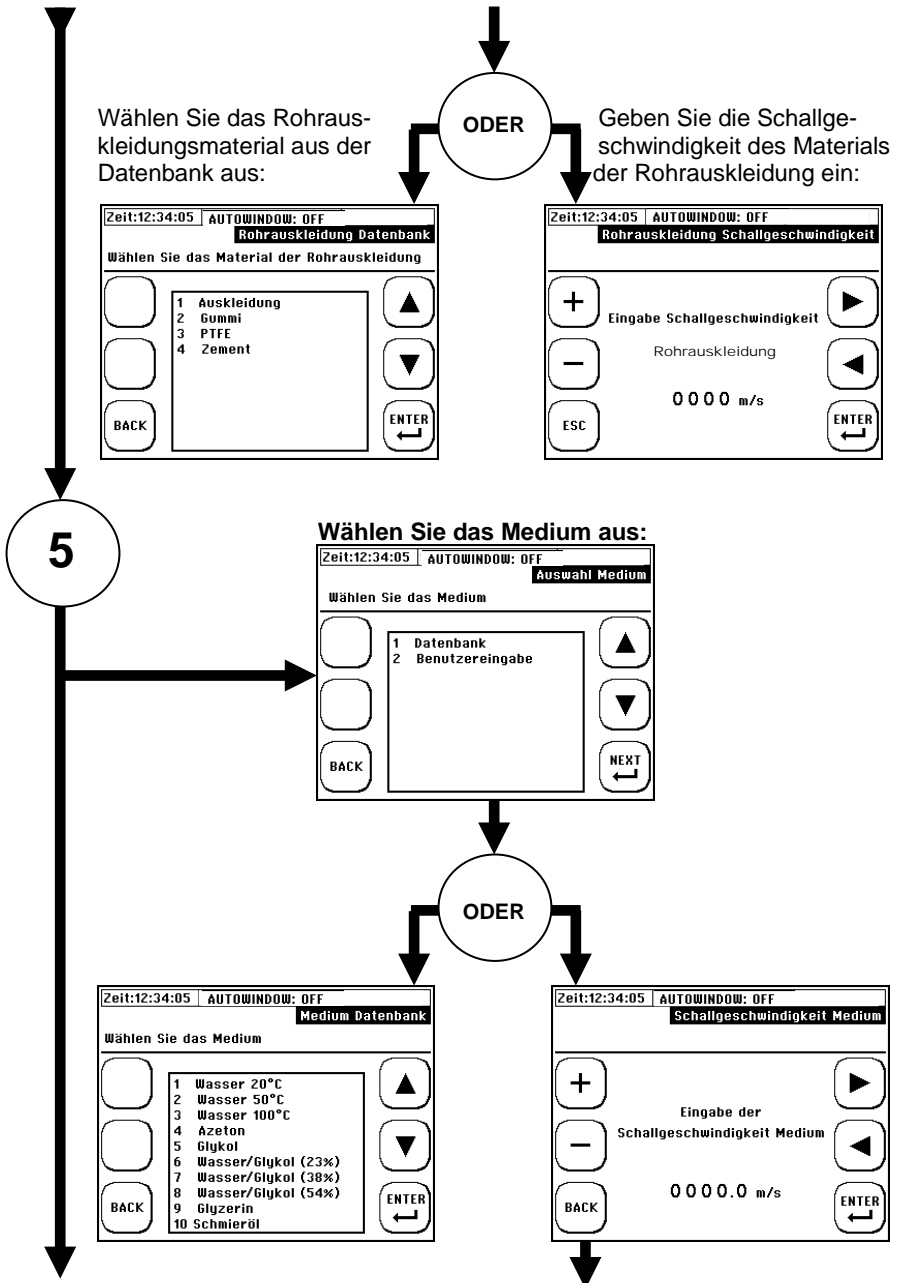 ODER
Wählen Sie das Rohraus-
kleidungsmaterial aus der
Datenbank aus:
Geben Sie die Schallge-
schwindigkeit des Materials
der Rohrauskleidung ein:
Zeit:12:34:05 AUTOWINDOW: OFF
Rohrauskleidung Datenbank
Wählen Sie das Material der Rohrauskleidung
1 Auskleidung
2 Gummi
3 PTFE
4 Zement
BACK
ENTER
Zeit:12:34:05 AUTOWINDOW: OFF
Rohrauskleidung Schallgeschwindigkeit
+
Eingabe Schallgeschwindigkeit
Rohrauskleidung
−
0000 m/s
ESC
ENTER
5
Wählen Sie das Medium aus:
Zeit:12:34:05 AUTOWINDOW: OFF
Auswahl Medium
Wählen Sie das Medium
1 Datenbank
2 Benutzereingabe
BACK
NEXT
ODER
Zeit:12:34:05 AUTOWINDOW: OFF
Medium Datenbank
Wählen Sie das Medium
1 Wasser 20°C
2 Wasser 50°C
3 Wasser 100°C
4 Azeton
5 Glykol
6 Wasser/Glykol (23%)
7 Wasser/Glykol (38%)
8 Wasser/Glykol (54%)
9 Glyzerin
10 Schmieröl
BACK
ENTER
Zeit:12:34:05 AUTOWINDOW: OFF
Schallgeschwindigkeit Medium
+
Eingabe der
Schallgeschwindigkeit Medium
−
0000.0 m/s
BACK
ENTER